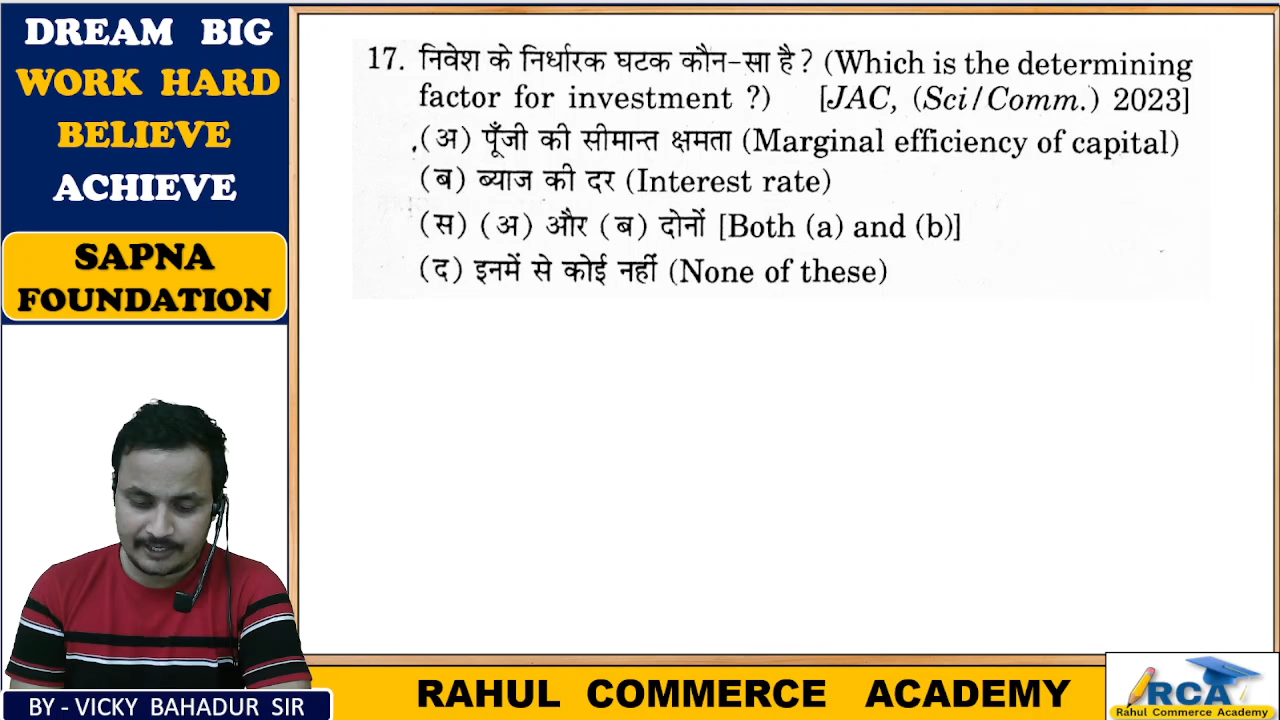 DREAM BIG
WORK HARD
BELIEVE
ACHIEVE
SAPNA
FOUNDATION
17. निवेश के निर्धारक घटक कौन-सा है? (Which is the determining
factor for investment ?) [JAC, (Sci/Comm.) 2023]
(अ) पूँजी की सीमान्त क्षमता (Marginal efficiency of capital)
(ब) ब्याज की दर (Interest rate)
(स) (अ) और (ब) दोनों [Both (a) and (b)]
(द) इनमें से कोई नहीं (None of these)
BY - VICKY BAHADUR SIR
RAHUL COMMERCE ACADEMY
RCA
Rahul Commerce Academy